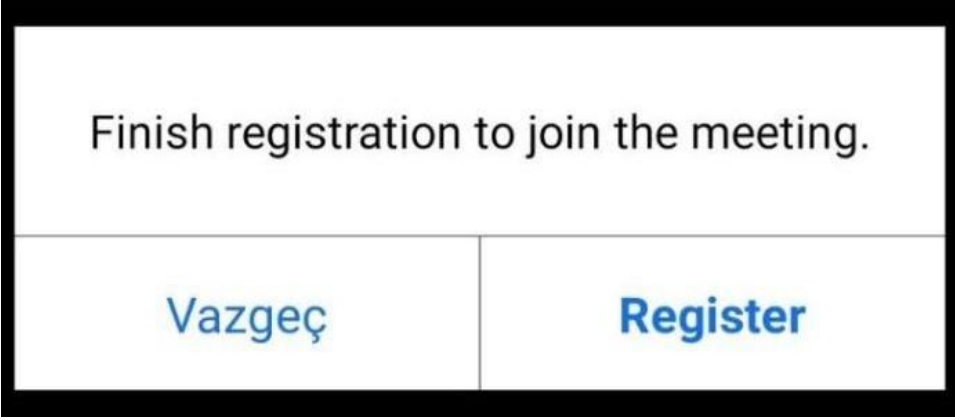 Finish registration to join the meeting.
Vazgeç
Register